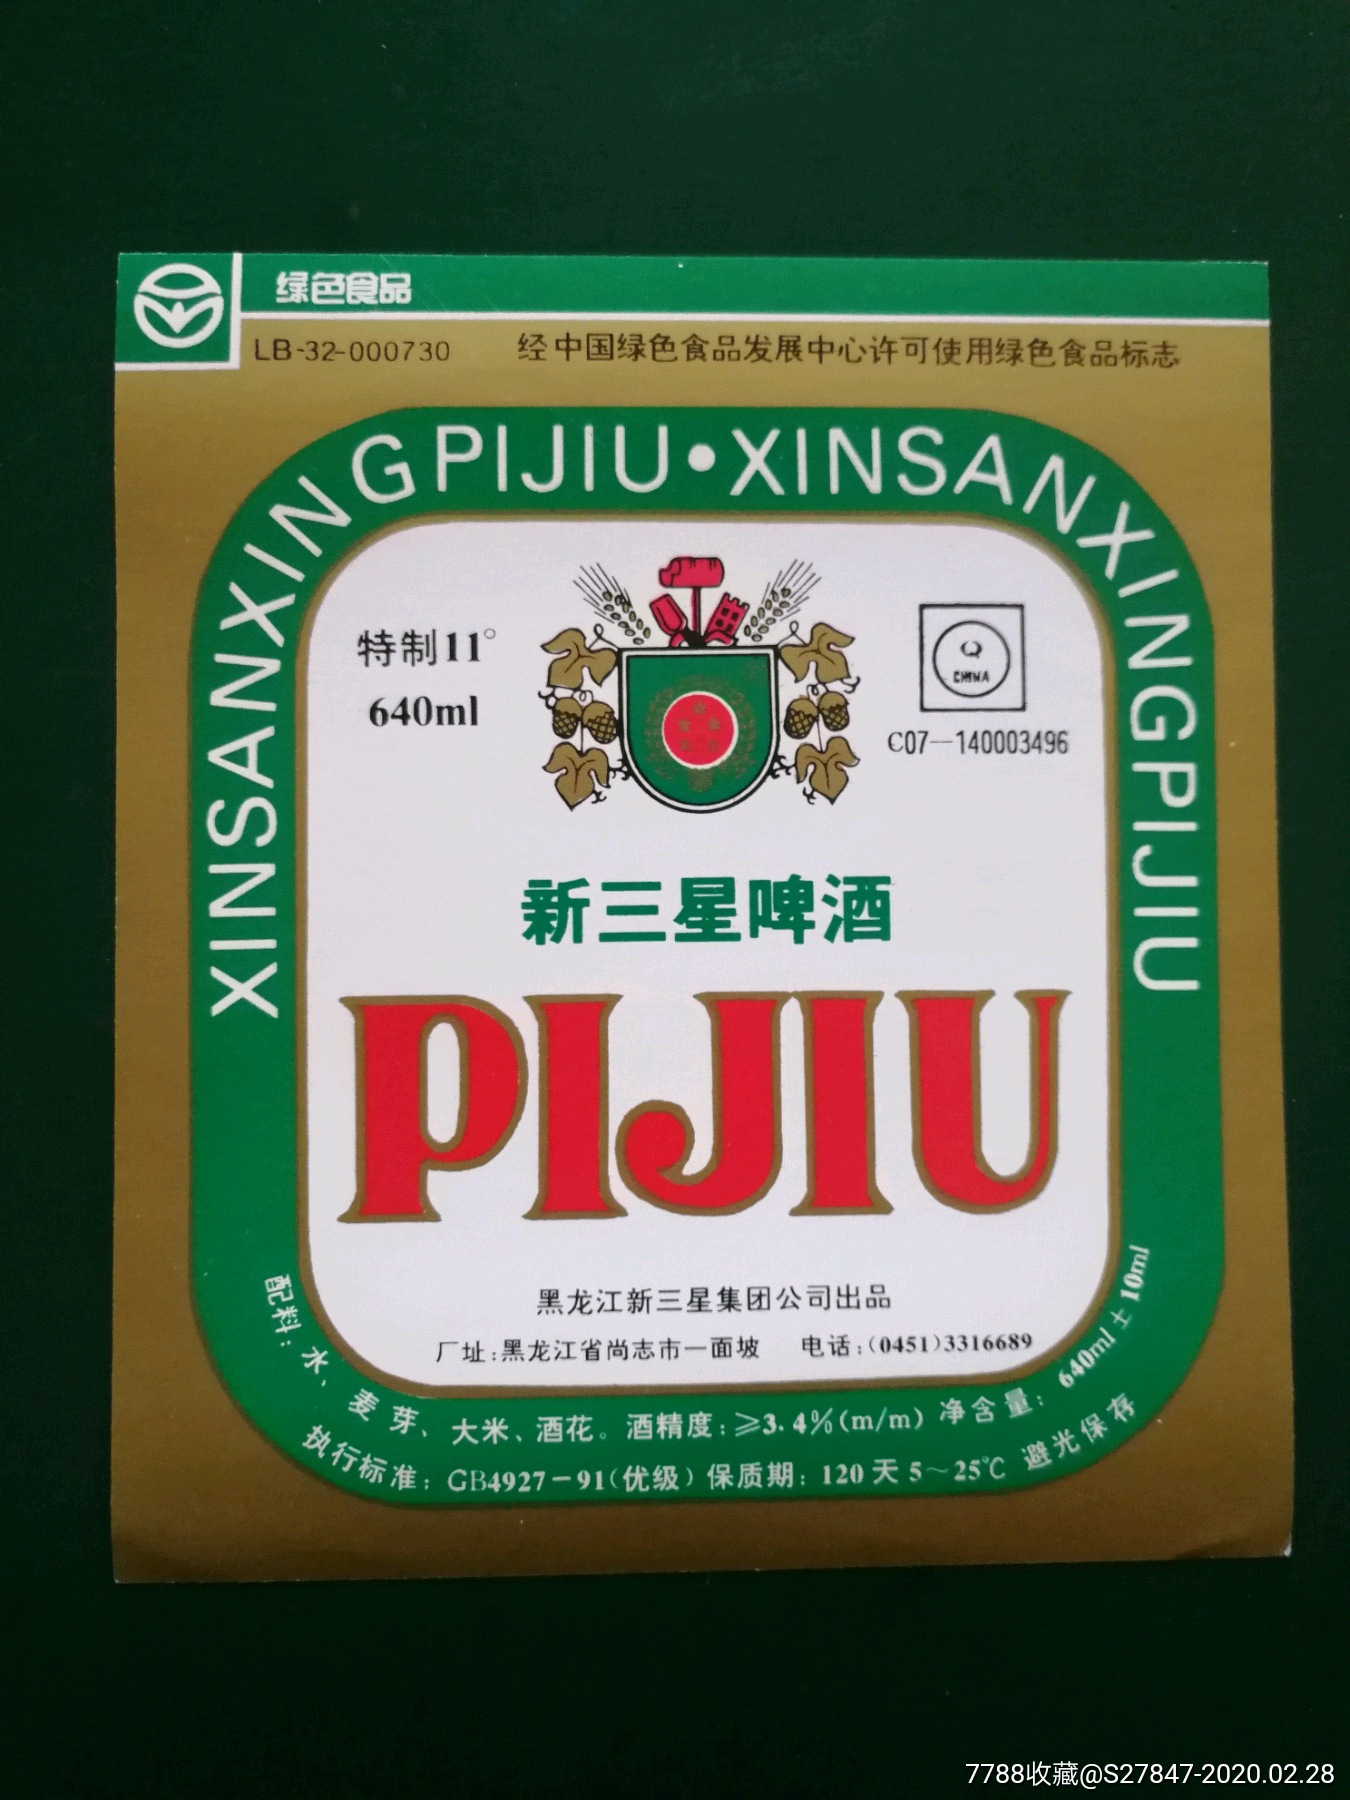 绿色食品
LB-32-000730 经中国绿色食品发展中心许可使用绿色食品标志
XINSANXINGPIJIU•XINSANXINGPIJIU
特制11°
640ml
Q
CHINA
C07—140003496
新三星啤酒
PIJIU
黑龙江新三星集团公司出品
厂址:黑龙江省尚志市一面坡 电话:(0451)3316689
配料:水、麦芽、大米、酒花。酒精度:≥3.4%(m/m) 净含量:640ml±10ml
执行标准:GB4927-91(优级) 保质期:120天 5~25℃ 避光保存
7788收藏@S27847-2020.02.28